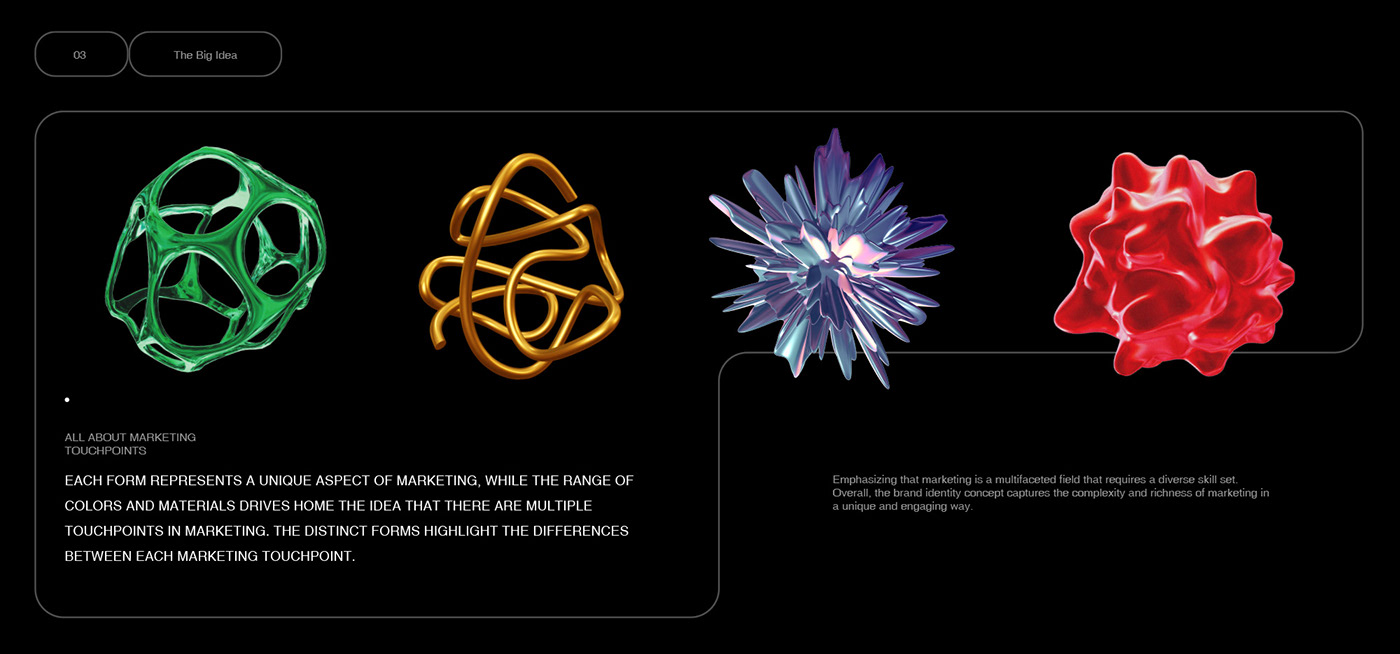 03
The Big Idea
ALL ABOUT MARKETING
TOUCHPOINTS
EACH FORM REPRESENTS A UNIQUE ASPECT OF MARKETING, WHILE THE RANGE OF
COLORS AND MATERIALS DRIVES HOME THE IDEA THAT THERE ARE MULTIPLE
TOUCHPOINTS IN MARKETING. THE DISTINCT FORMS HIGHLIGHT THE DIFFERENCES
BETWEEN EACH MARKETING TOUCHPOINT.
Emphasizing that marketing is a multifaceted field that requires a diverse skill set.
Overall, the brand identity concept captures the complexity and richness of marketing in
a unique and engaging way.